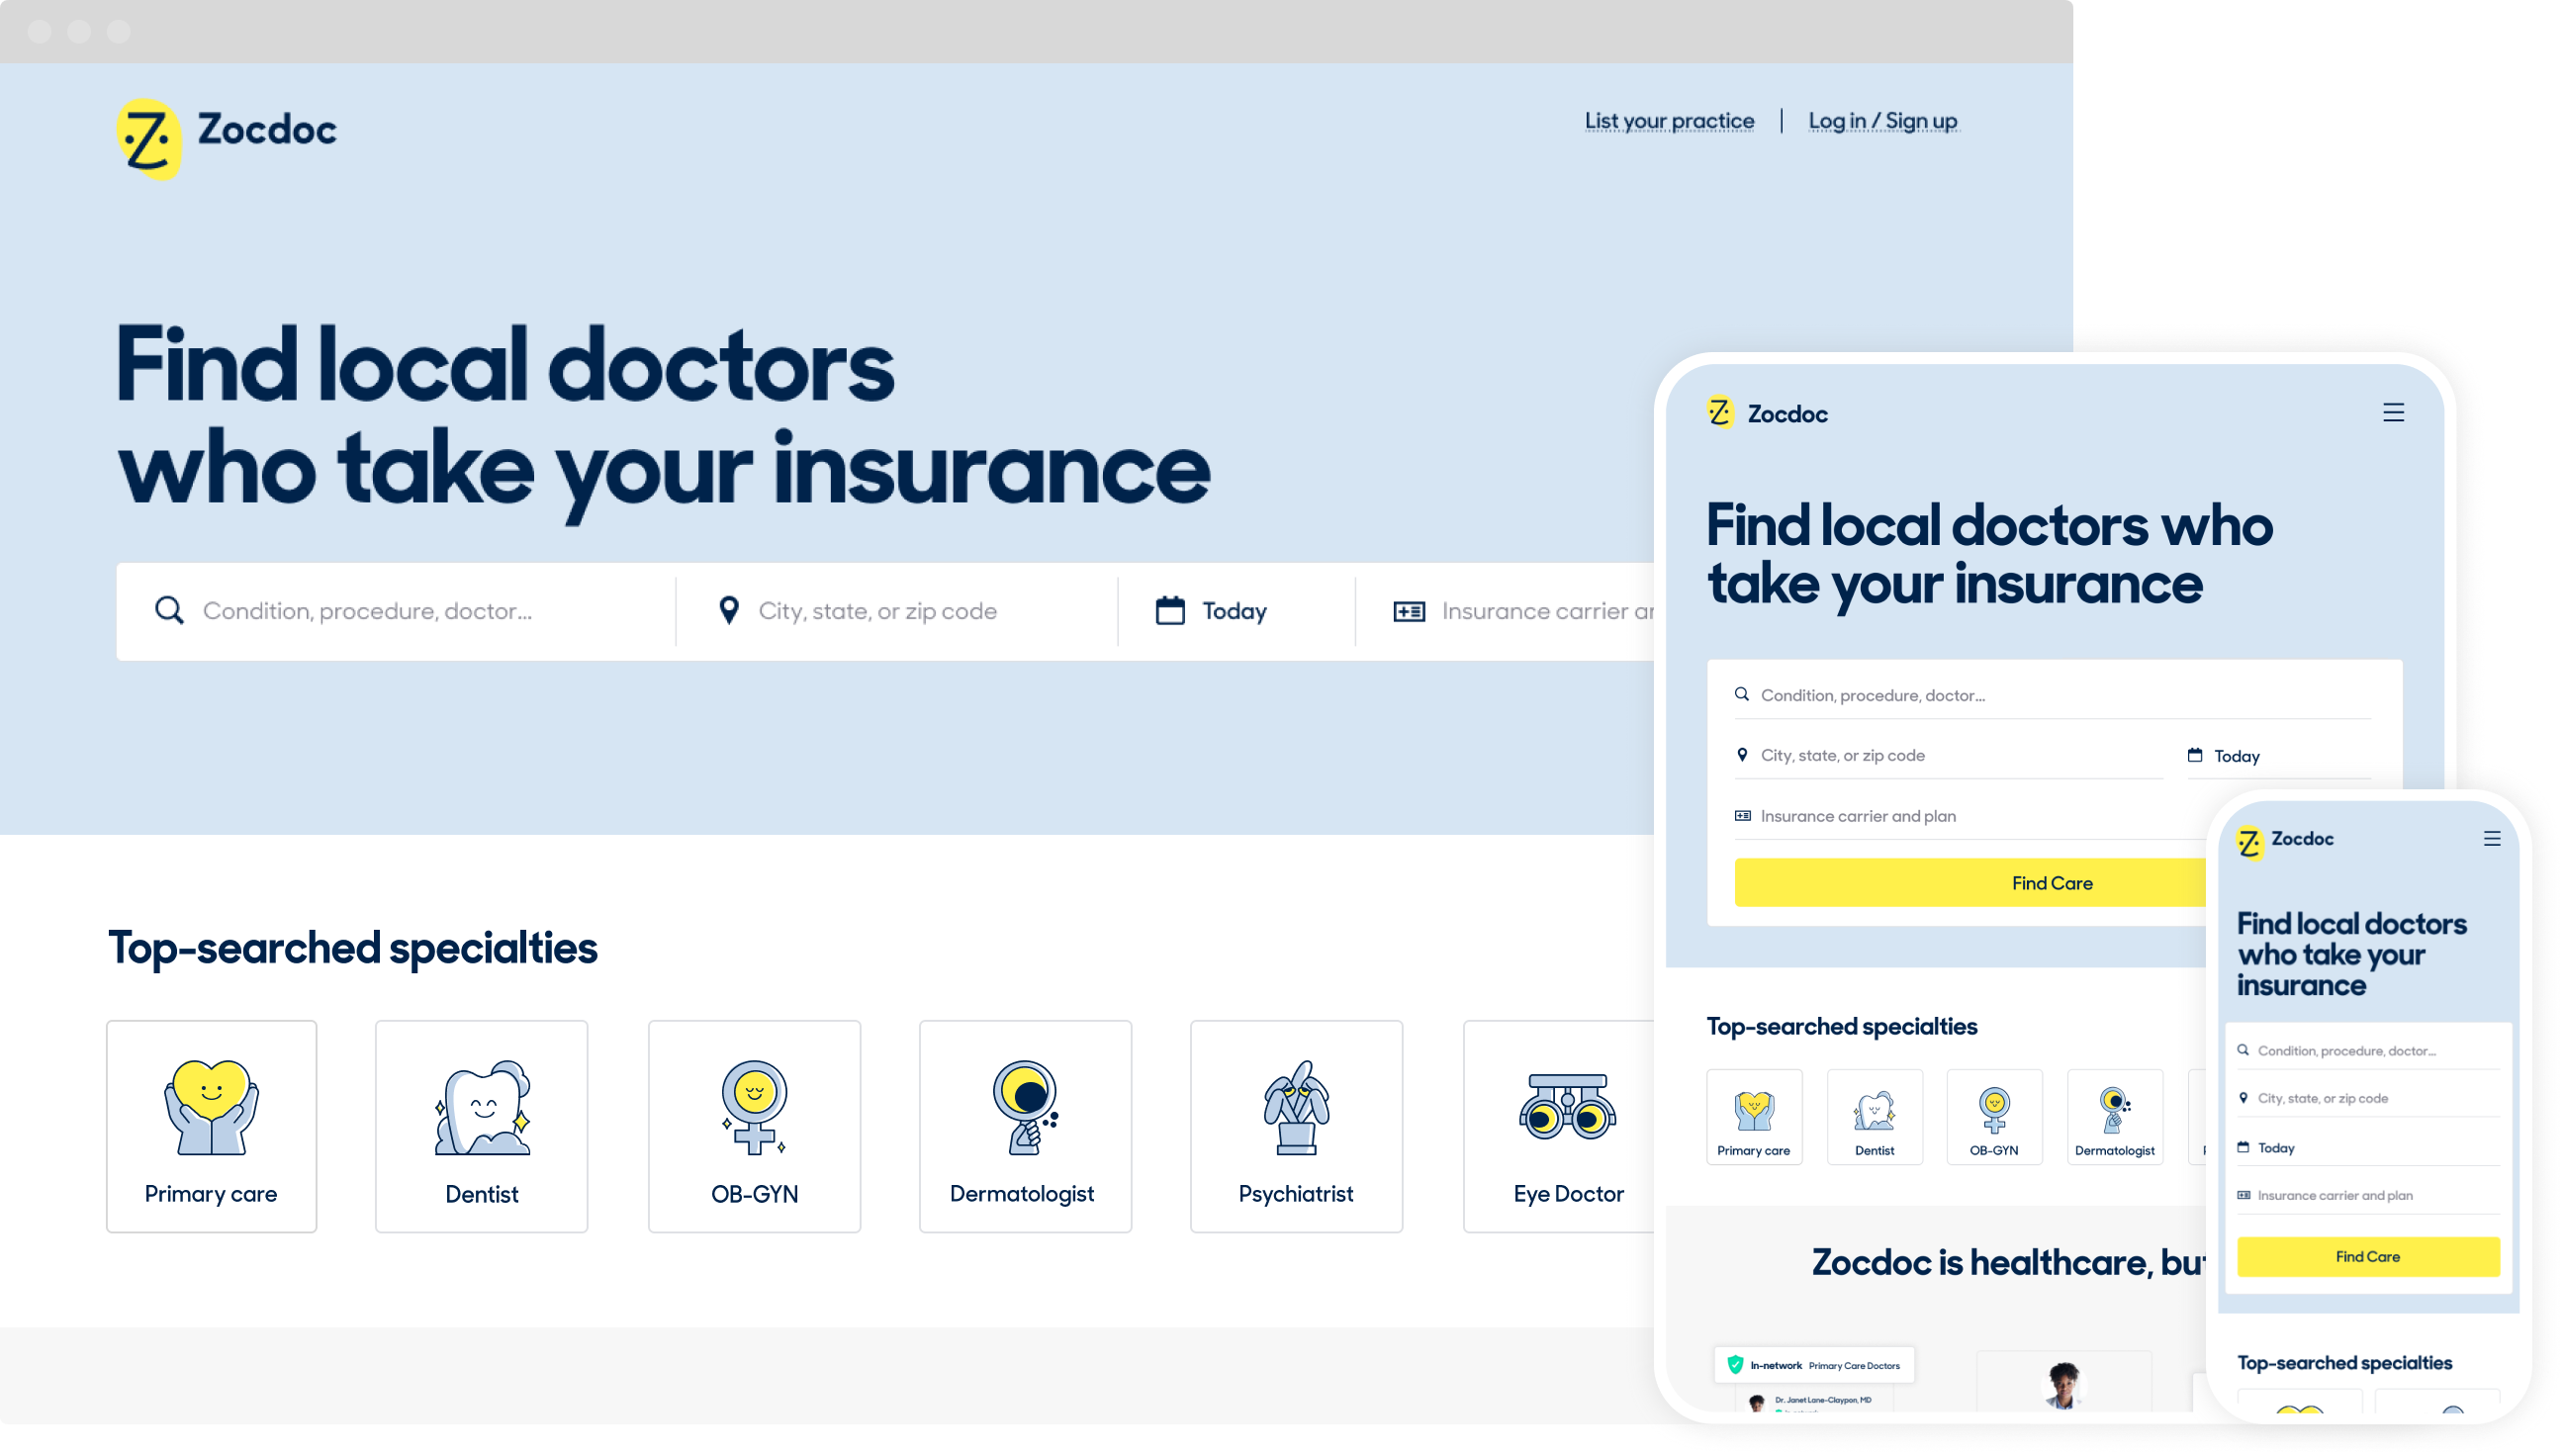 Zocdoc
List your practice | Log in / Sign up
Find local doctors
who take your insurance
Condition, procedure, doctor...
City, state, or zip code
Today
Insurance carrier
Top-searched specialties
Primary care
Dentist
OB-GYN
Dermatologist
Psychiatrist
Eye Doctor
Zocdoc
Find local doctors who
take your insurance
Condition, procedure, doctor...
City, state, or zip code
Today
Insurance carrier and plan
Find Care
Top-searched specialties
Primary care
Dentist
OB-GYN
Dermatologist
Zocdoc is healthcare,
In-network Primary Care Doctors
Dr. Janet Lane-Claypon, MD
Zocdoc
Find local doctors
who take your
insurance
Condition, procedure, doctor...
City, state, or zip code
Today
Insurance carrier and plan
Find Care
Top-searched specialties